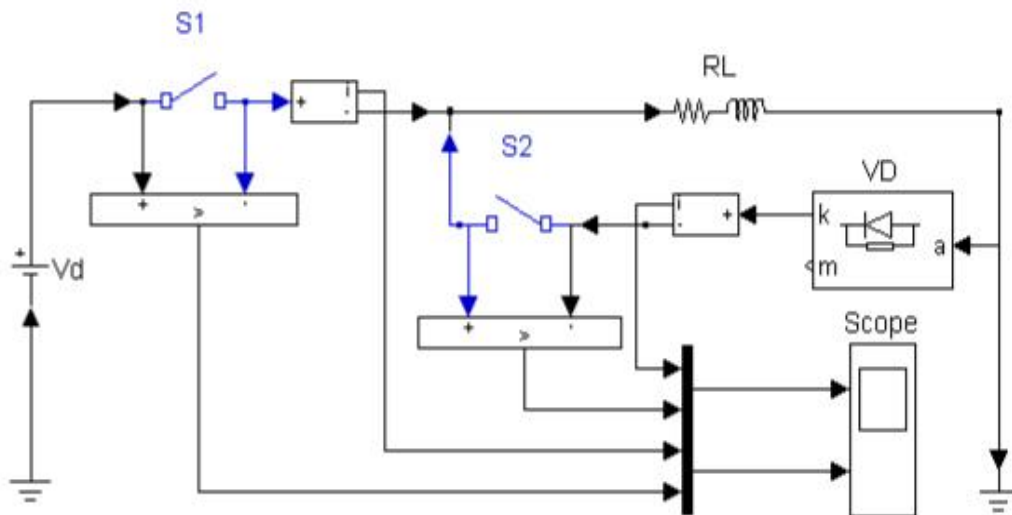 S1
RL
+ i
-
S2
VD
+ -
v
i +
-
k
a
m
+
Vd
+ -
v
Scope